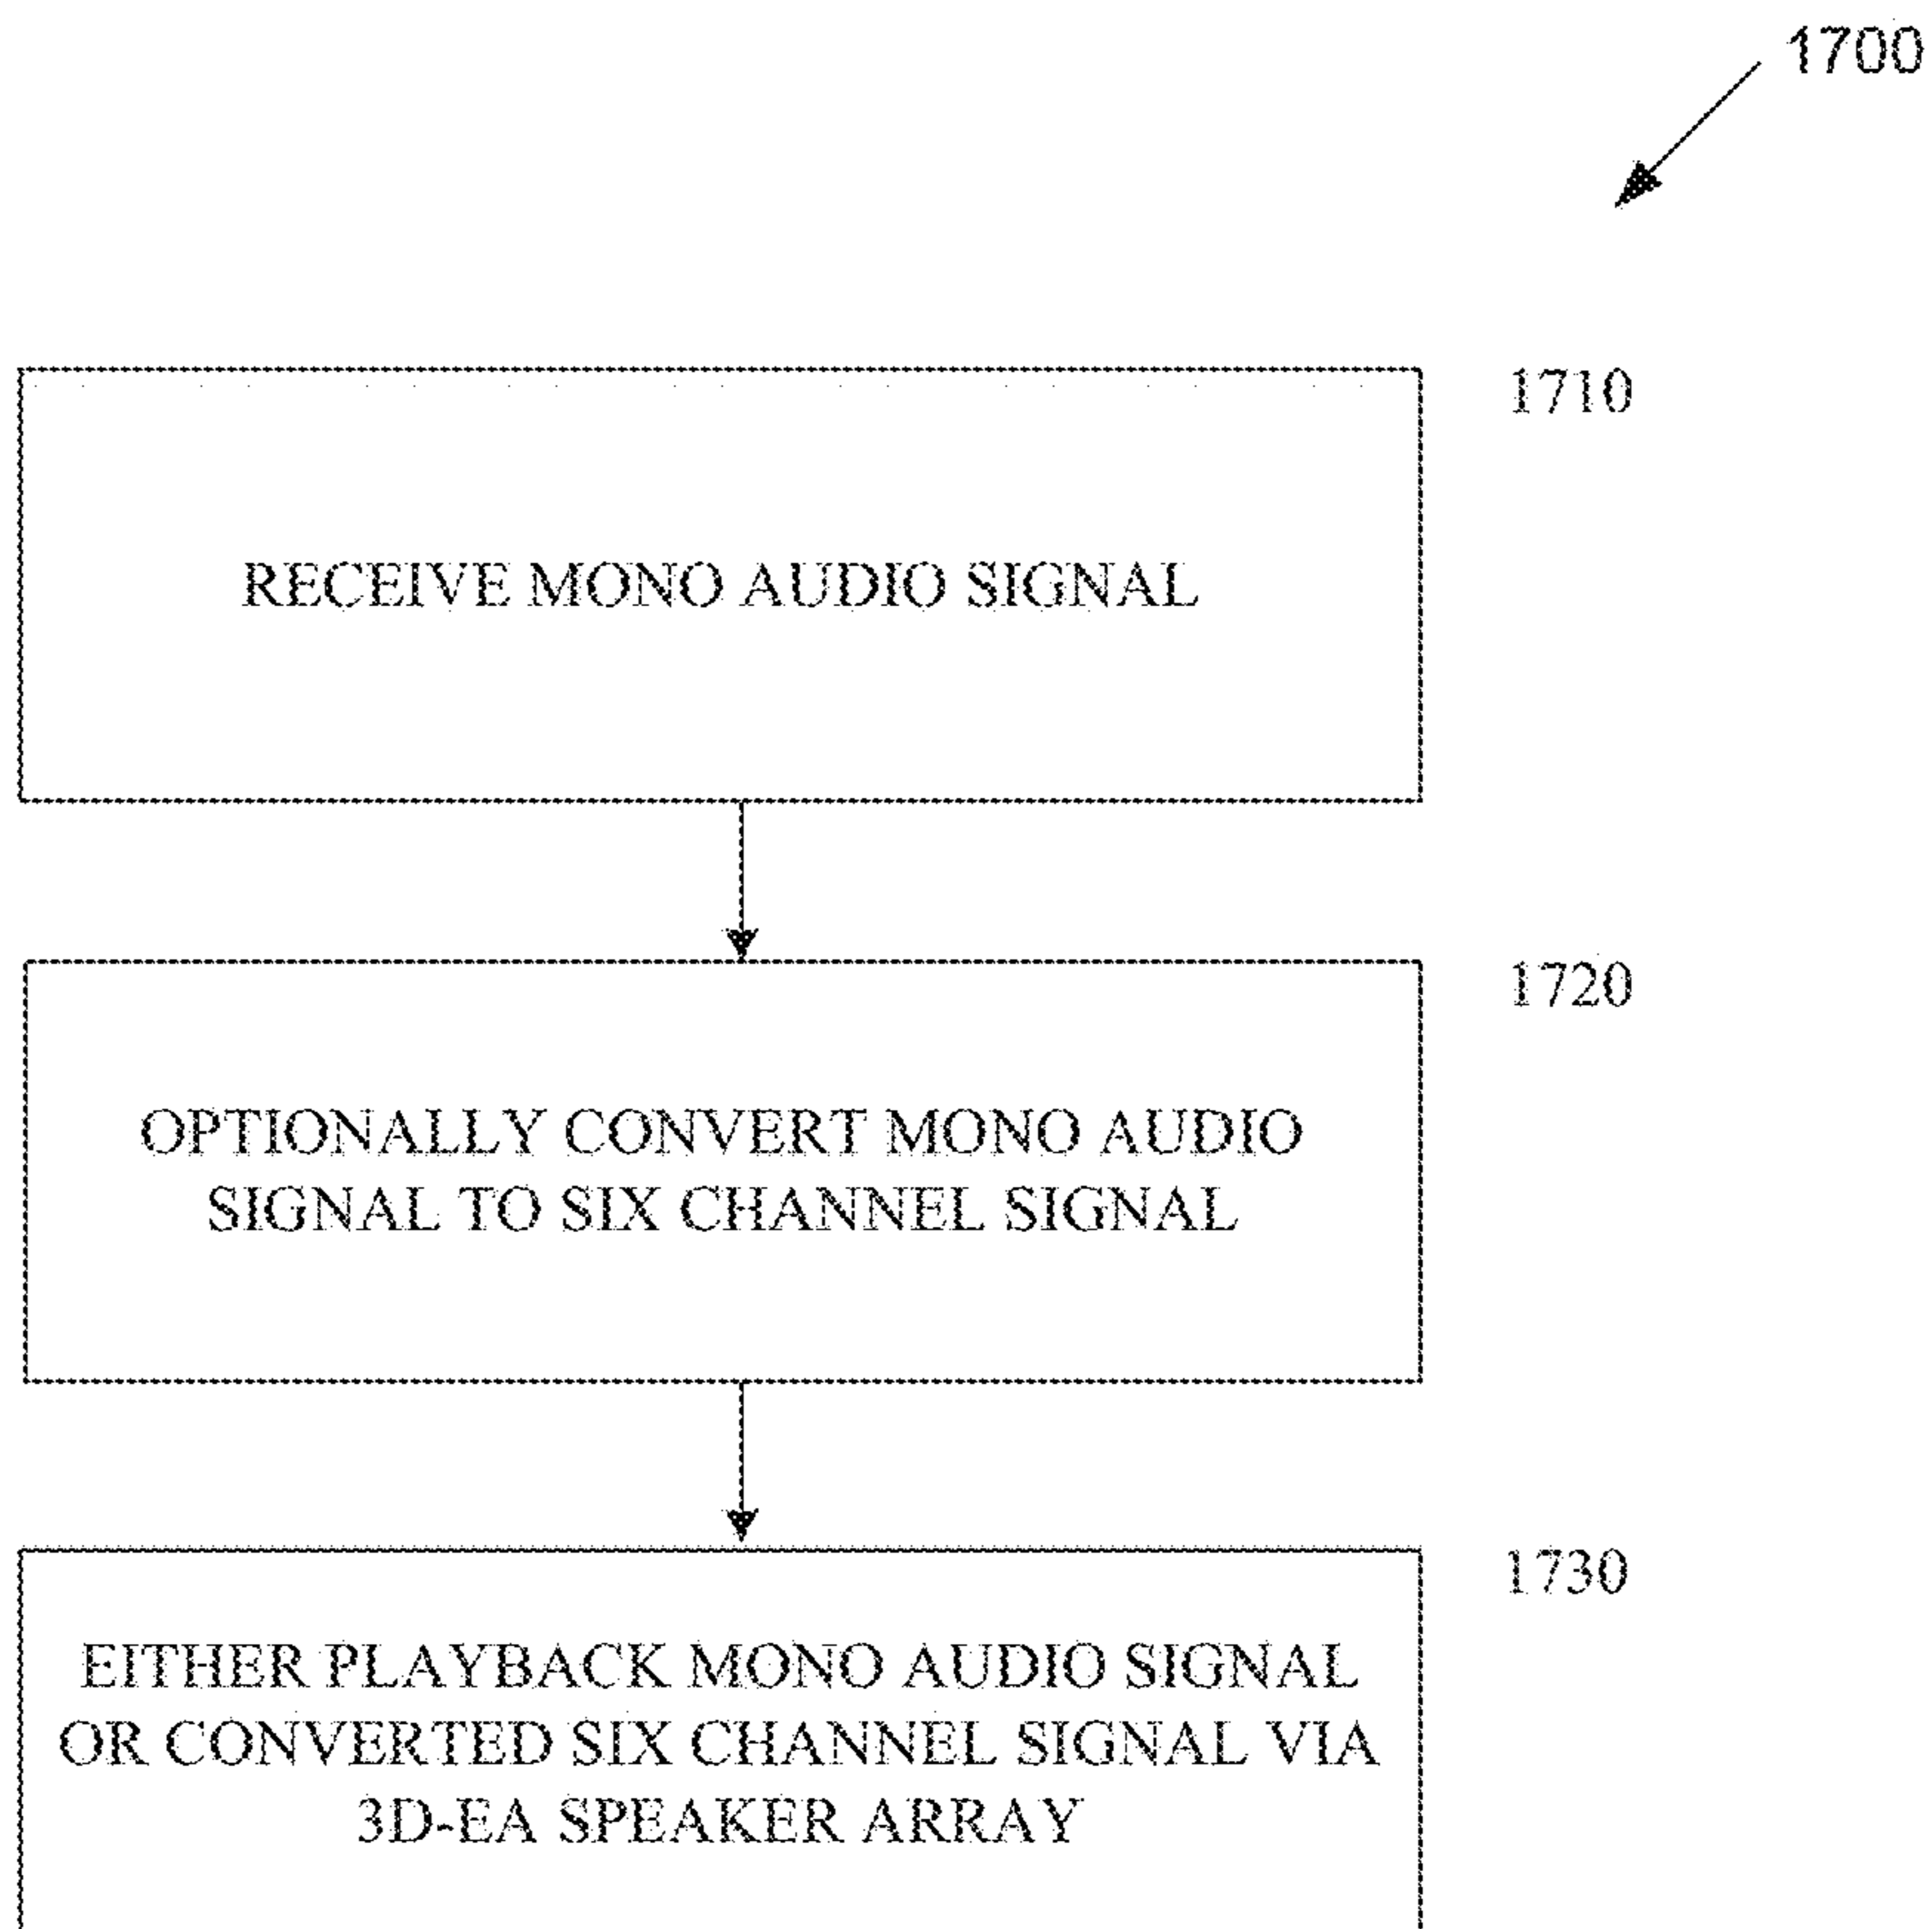 1700
1710
RECEIVE MONO AUDIO SIGNAL
1720
OPTIONALLY CONVERT MONO AUDIO
SIGNAL TO SIX CHANNEL SIGNAL
1730
EITHER PLAYBACK MONO AUDIO SIGNAL
OR CONVERTED SIX CHANNEL SIGNAL VIA
3D-EA SPEAKER ARRAY